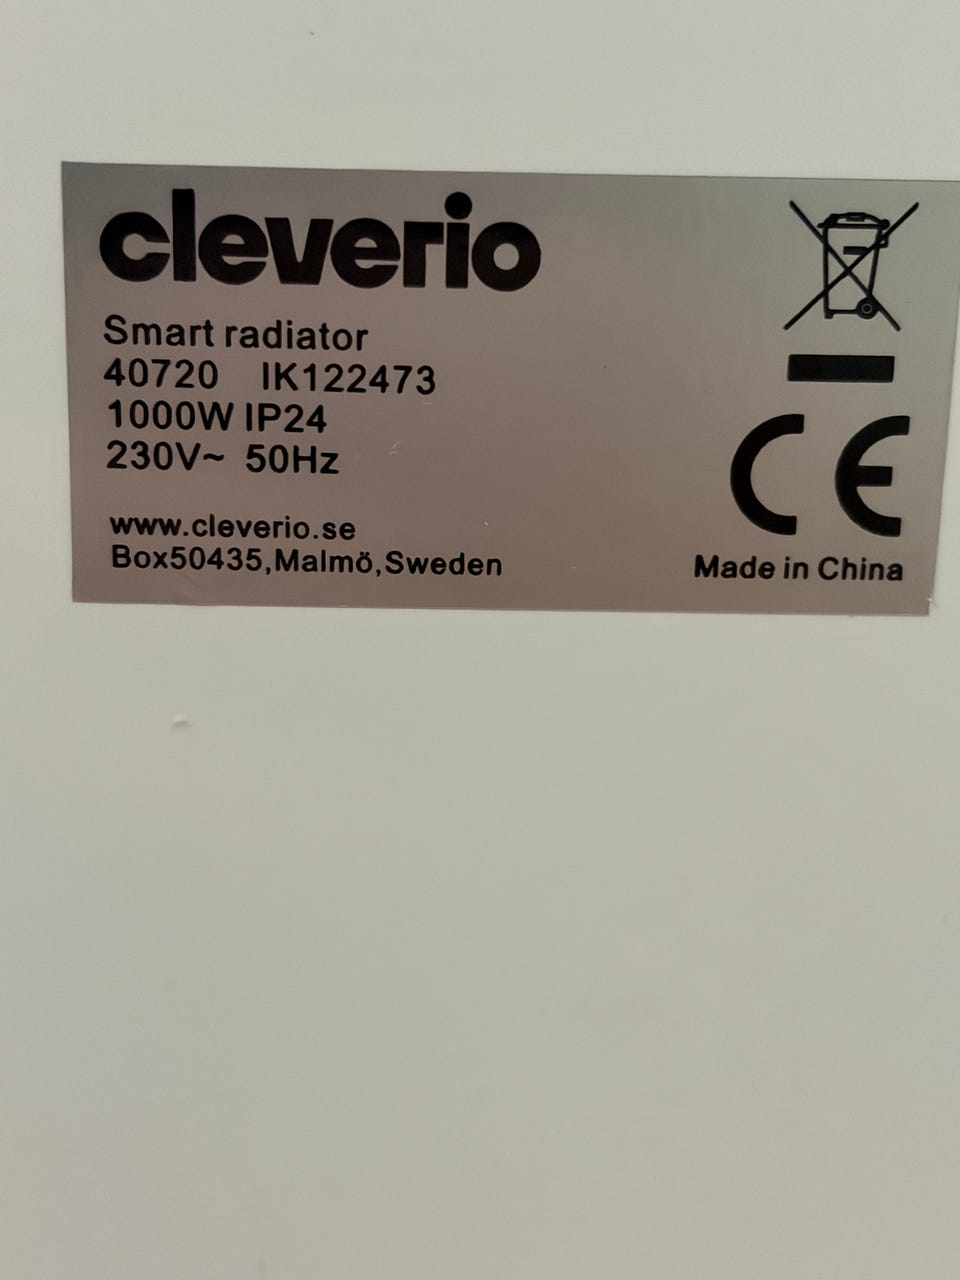 cleverio
Smart radiator
40720 IK122473
1000W IP24
230V~ 50Hz
www.cleverio.se
Box50435,Malmö,Sweden
CE
Made in China